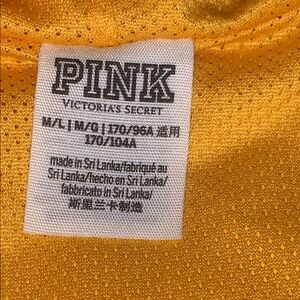 PINK
VICTORIA'S SECRET
M/L | M/G | 170/96A 适用
170/104A
made in Sri Lanka/fabriqué au
Sri Lanka/hecho en Sri Lanka/
fabbricato in Sri Lanka/
斯里兰卡制造